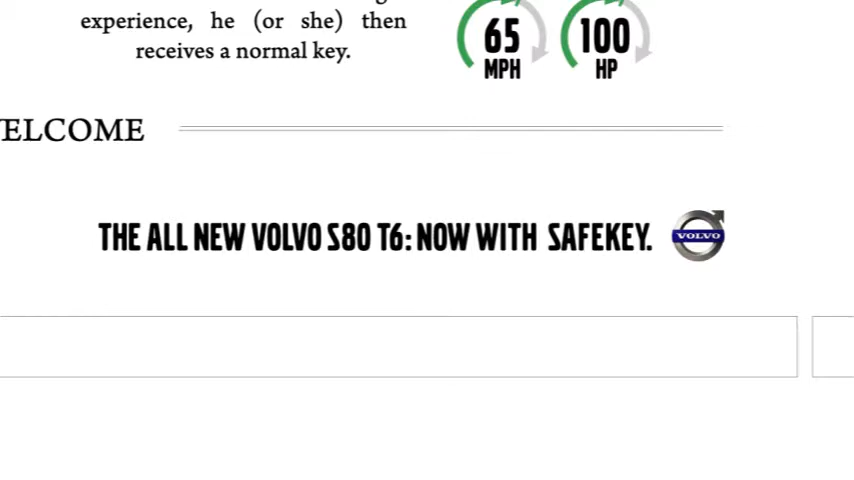 experience, he (or she) then
receives a normal key.
65
MPH
100
HP
ELCOME
THE ALL NEW VOLVO S80 T6: NOW WITH SAFEKEY.
VOLVO